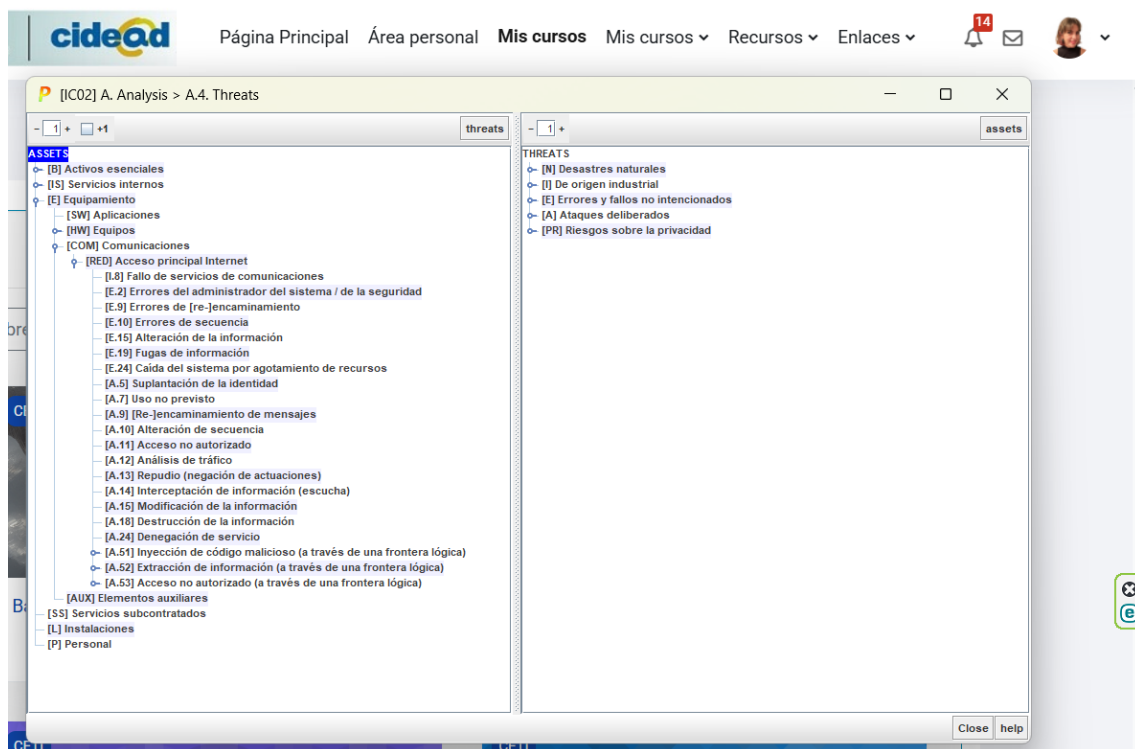 cidead
Página Principal Área personal Mis cursos Mis cursos Recursos Enlaces 14
[IC02] A. Analysis > A.4. Threats
- 1 + +1 threats
- 1 + assets
ASSETS
[B] Activos esenciales
[IS] Servicios internos
[E] Equipamiento
[SW] Aplicaciones
[HW] Equipos
[COM] Comunicaciones
[RED] Acceso principal Internet
[I.8] Fallo de servicios de comunicaciones
[E.2] Errores del administrador del sistema / de la seguridad
[E.9] Errores de [re-]encaminamiento
[E.10] Errores de secuencia
[E.15] Alteración de la información
[E.19] Fugas de información
[E.24] Caída del sistema por agotamiento de recursos
[A.5] Suplantación de la identidad
[A.7] Uso no previsto
[A.9] [Re-]encaminamiento de mensajes
[A.10] Alteración de secuencia
[A.11] Acceso no autorizado
[A.12] Análisis de tráfico
[A.13] Repudio (negación de actuaciones)
[A.14] Interceptación de información (escucha)
[A.15] Modificación de la información
[A.18] Destrucción de la información
[A.24] Denegación de servicio
[A.51] Inyección de código malicioso (a través de una frontera lógica)
[A.52] Extracción de información (a través de una frontera lógica)
[A.53] Acceso no autorizado (a través de una frontera lógica)
[AUX] Elementos auxiliares
[SS] Servicios subcontratados
[L] Instalaciones
[P] Personal
THREATS
[N] Desastres naturales
[I] De origen industrial
[E] Errores y fallos no intencionados
[A] Ataques deliberados
[PR] Riesgos sobre la privacidad
Close help